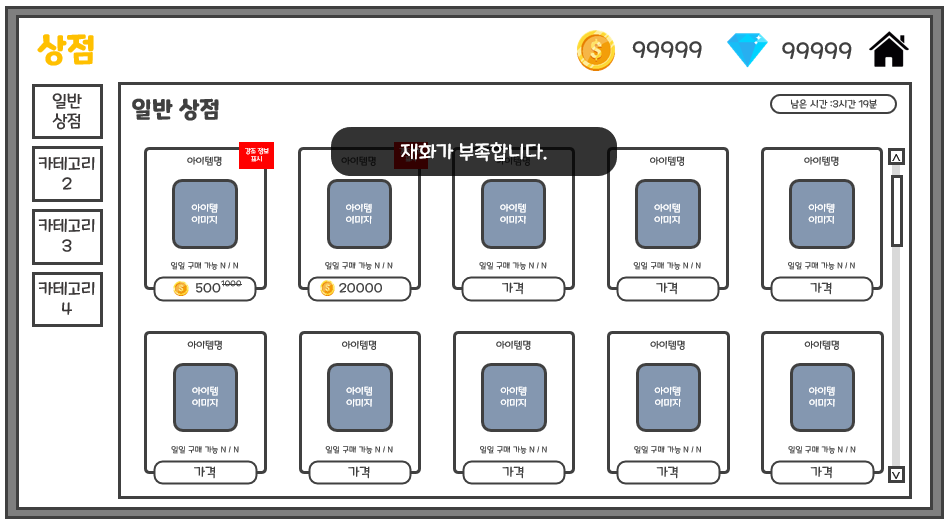 상점
99999
99999
일반
상점
카테고리
2
카테고리
3
카테고리
4
일반 상점
남은 시간 :3시간 19분
재화가 부족합니다.
아이템명
강조 정보
표시
아이템명
아이템명
아이템명
아이템명
아이템
이미지
아이템
이미지
아이템
이미지
아이템
이미지
아이템
이미지
일일 구매 가능 N / N
일일 구매 가능 N / N
일일 구매 가능 N / N
일일 구매 가능 N / N
일일 구매 가능 N / N
500 1000
20000
가격
가격
가격
아이템명
아이템명
아이템명
아이템명
아이템명
아이템
이미지
아이템
이미지
아이템
이미지
아이템
이미지
아이템
이미지
일일 구매 가능 N / N
일일 구매 가능 N / N
일일 구매 가능 N / N
일일 구매 가능 N / N
일일 구매 가능 N / N
가격
가격
가격
가격
가격